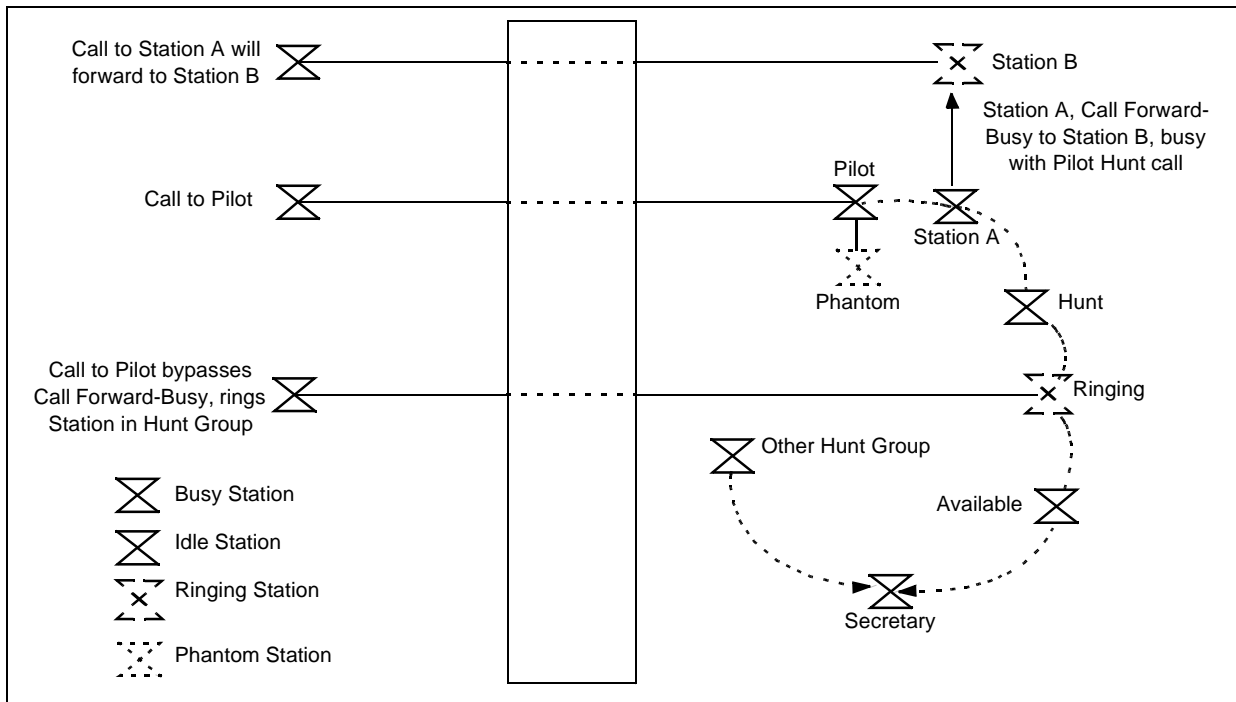 Call to Station A will
forward to Station B
Station B
Station A, Call Forward-
Busy to Station B, busy
with Pilot Hunt call
Pilot
Call to Pilot
Station A
Phantom
Hunt
Call to Pilot bypasses
Call Forward-Busy, rings
Station in Hunt Group
Ringing
Other Hunt Group
Busy Station
Available
Idle Station
Ringing Station
Secretary
Phantom Station